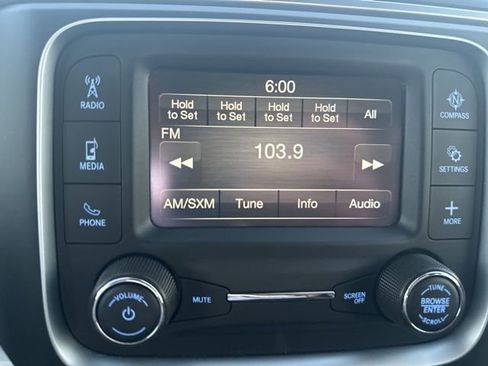 6:00
Hold to Set
Hold to Set
Hold to Set
Hold to Set
All
FM
103.9
AM/SXM
Tune
Info
Audio
RADIO
MEDIA
PHONE
N
COMPASS
SETTINGS
+
MORE
VOLUME
MUTE
SCREEN OFF
TUNE
BROWSE
ENTER
SCROLL